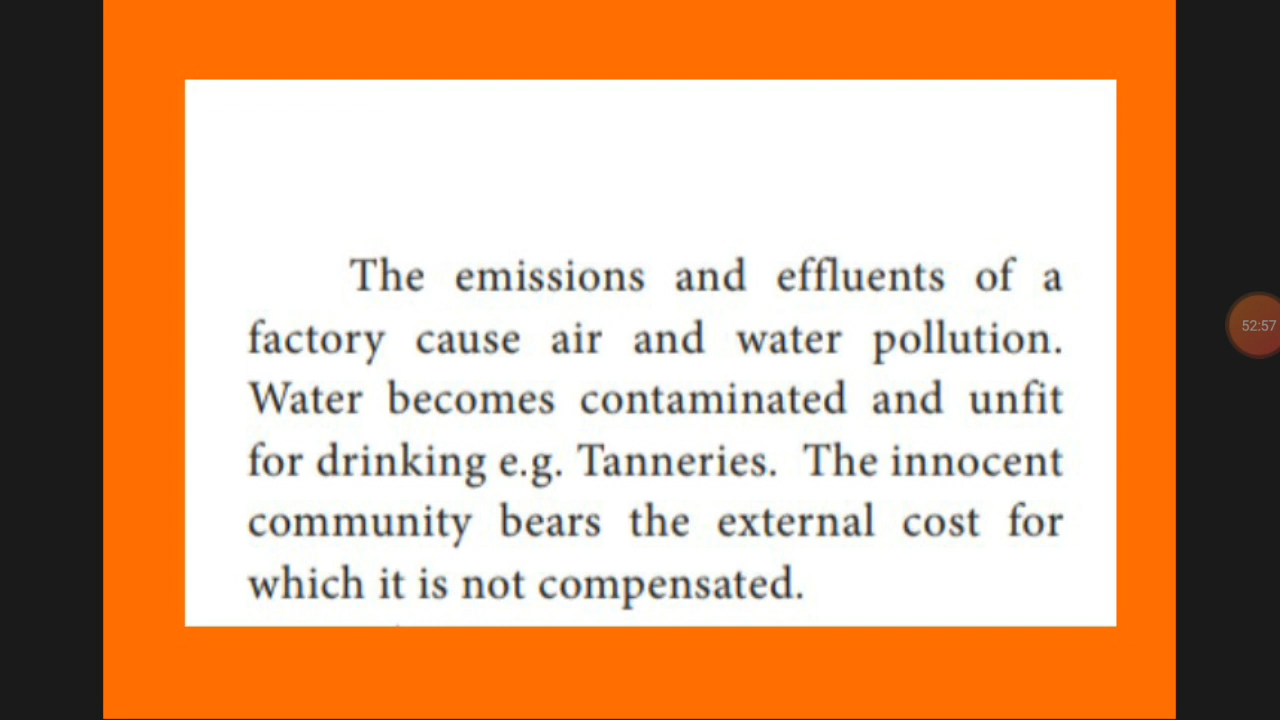 The emissions and effluents of a
factory cause air and water pollution.
Water becomes contaminated and unfit
for drinking e.g. Tanneries. The innocent
community bears the external cost for
which it is not compensated.
52:57